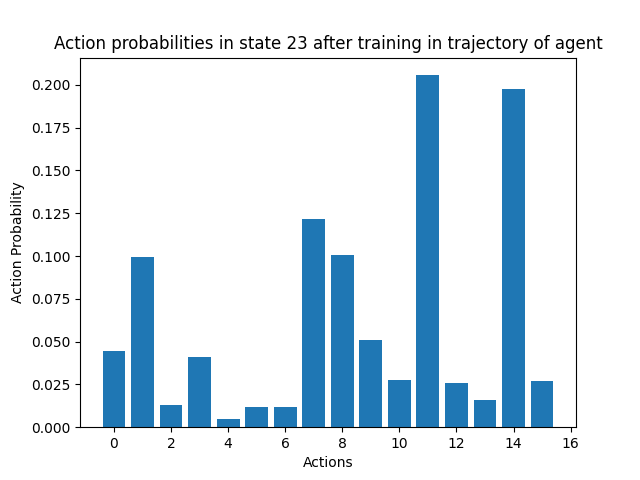 Action probabilities in state 23 after training in trajectory of agent
0.200
0.175
0.150
0.125
0.100
0.075
0.050
0.025
0.000
Action Probability
0 2 4 6 8 10 12 14 16
Actions